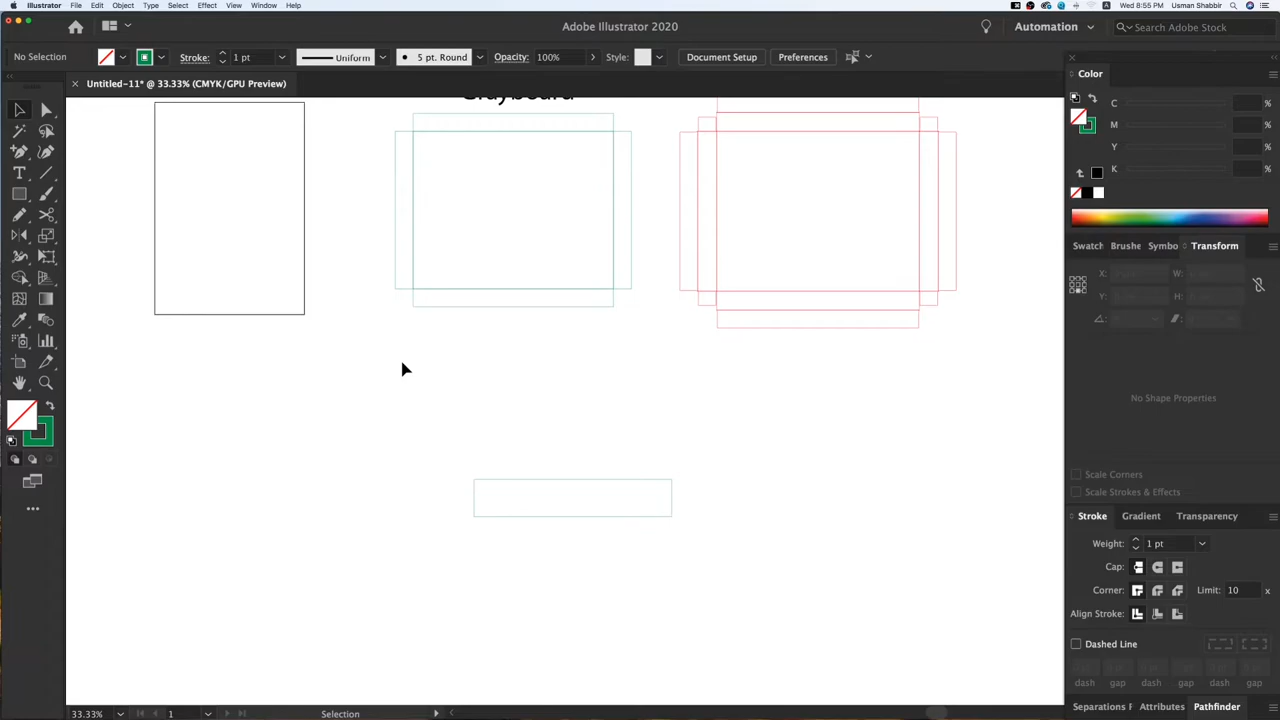 Illustrator File Edit Object Type Select Effect View Window Help
Wed 8:55 PM Usman Shabbir
Adobe Illustrator 2020
Automation
Search Adobe Stock
No Selection
Stroke:
1 pt
Uniform
5 pt. Round
Opacity:
100%
Style:
Document Setup
Preferences
Untitled-11* @ 33.33% (CMYK/GPU Preview)
Color
C %
M %
Y %
K %
Swatch Brushe Symbo Transform
X: W:
Y: H:
No Shape Properties
Scale Corners
Scale Strokes & Effects
Stroke Gradient Transparency
Weight: 1 pt
Cap:
Corner: Limit: 10 x
Align Stroke:
Dashed Line
dash gap dash gap dash gap
Separations F Attributes Pathfinder
33.33%
1
Selection